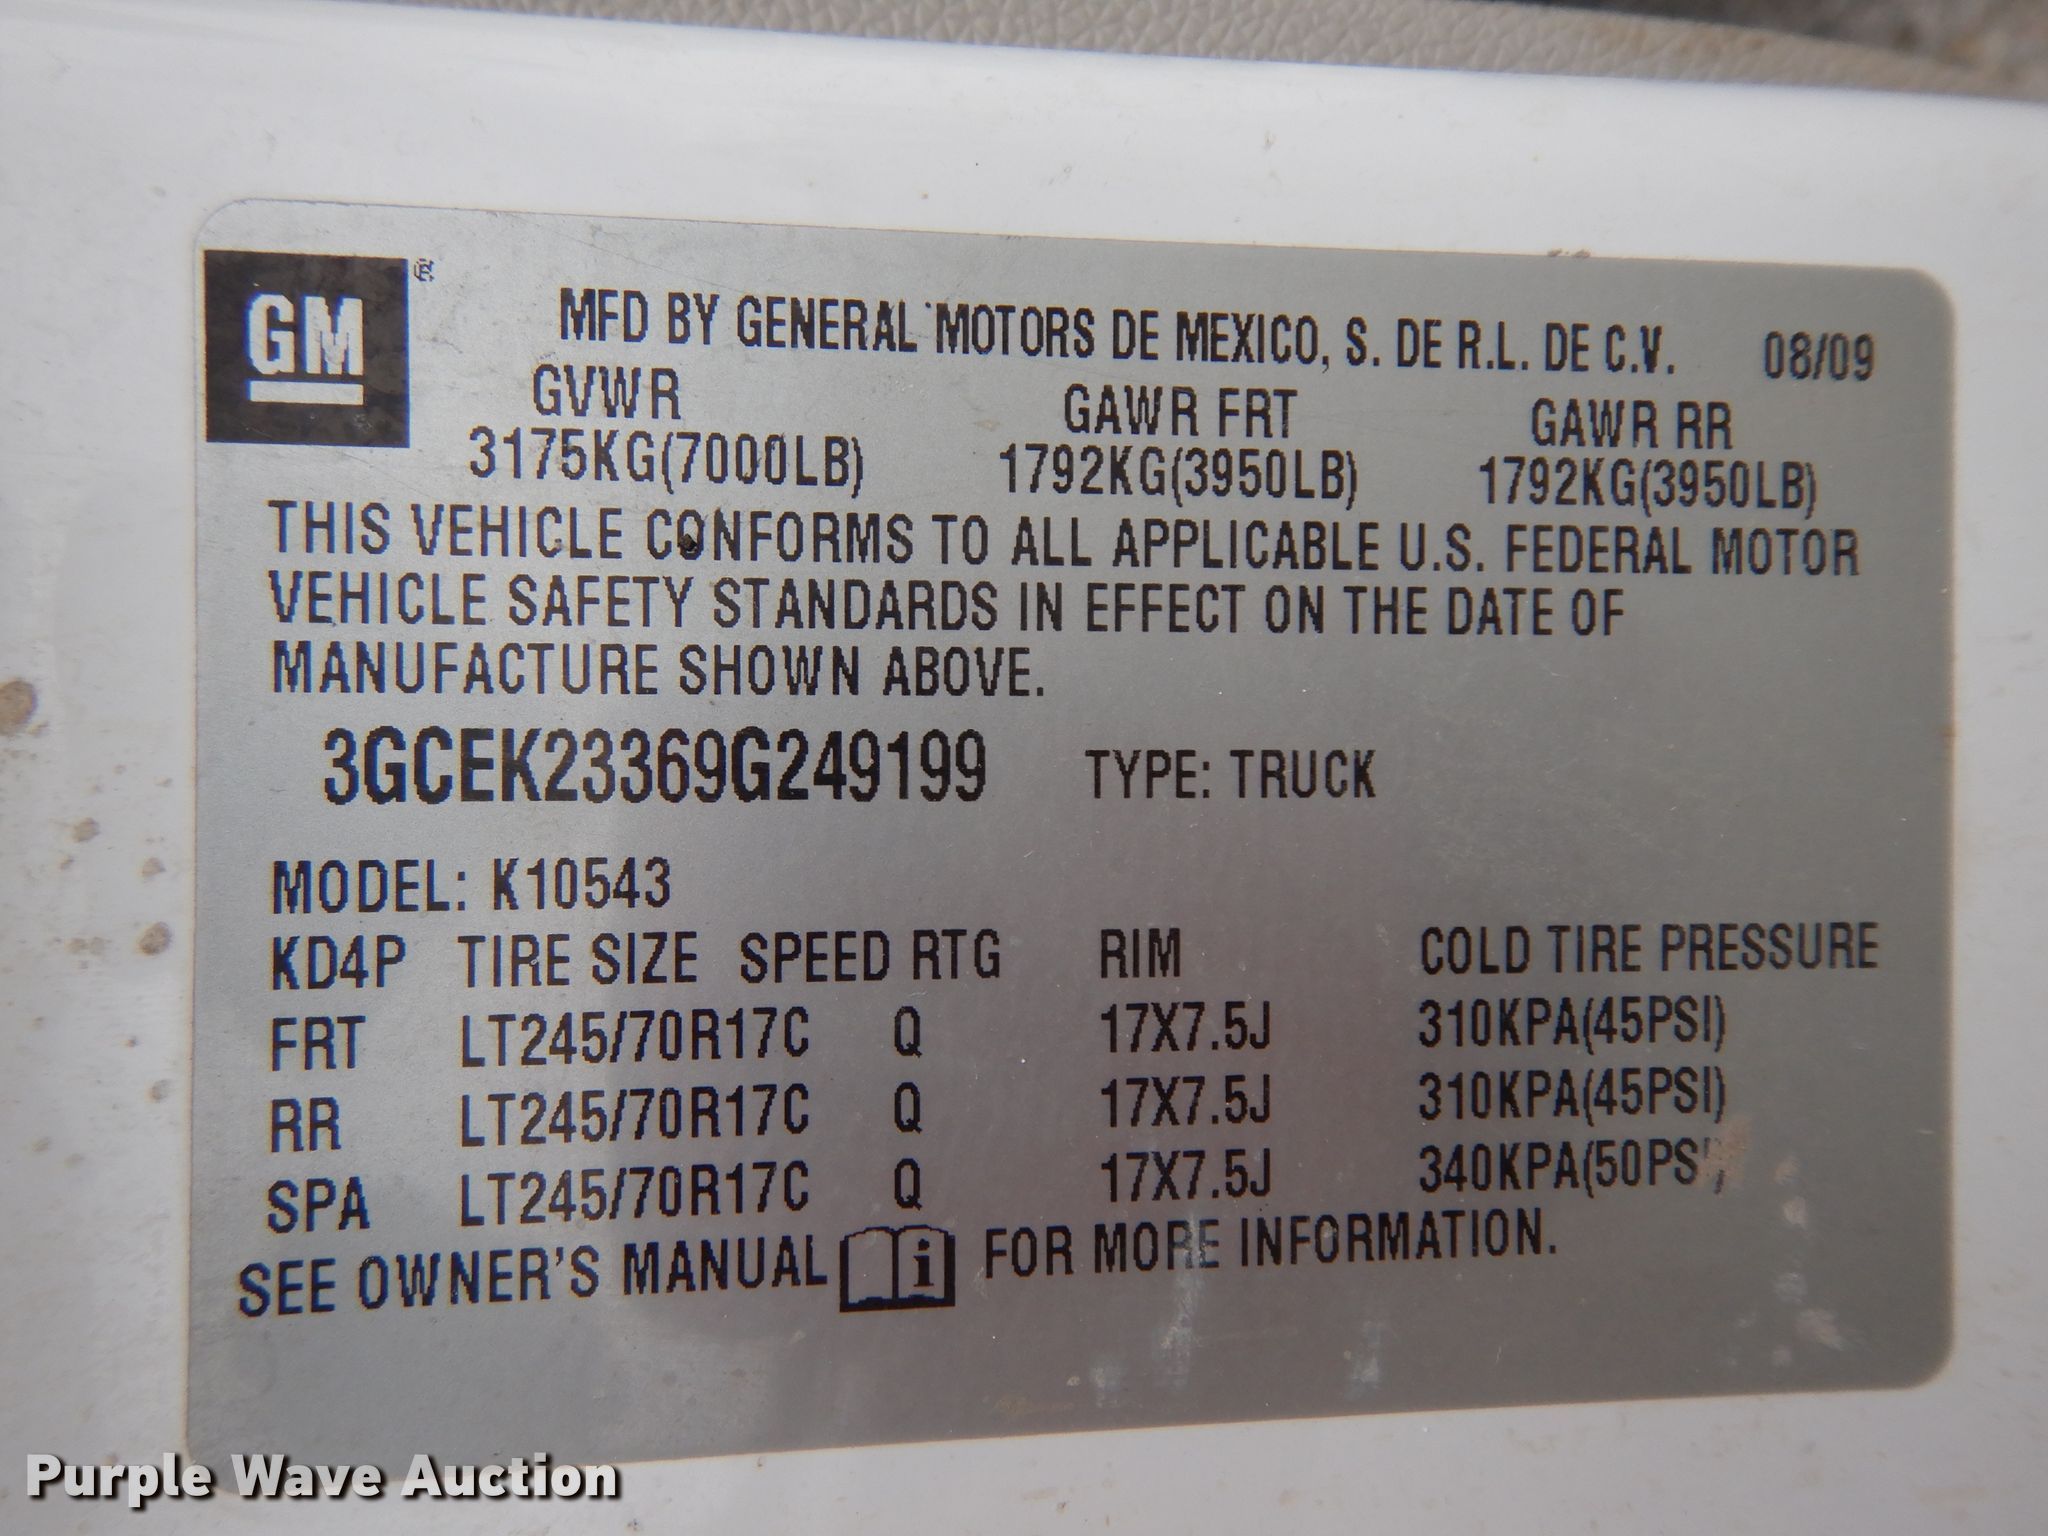 GM ®
MFD BY GENERAL MOTORS DE MEXICO, S. DE R.L. DE C.V. 08/09
GVWR GAWR FRT GAWR RR
3175KG(7000LB) 1792KG(3950LB) 1792KG(3950LB)
THIS VEHICLE CONFORMS TO ALL APPLICABLE U.S. FEDERAL MOTOR
VEHICLE SAFETY STANDARDS IN EFFECT ON THE DATE OF
MANUFACTURE SHOWN ABOVE.
3GCEK23369G249199 TYPE: TRUCK
MODEL: K10543
KD4P TIRE SIZE SPEED RTG RIM COLD TIRE PRESSURE
FRT LT245/70R17C Q 17X7.5J 310KPA(45PSI)
RR LT245/70R17C Q 17X7.5J 310KPA(45PSI)
SPA LT245/70R17C Q 17X7.5J 340KPA(50PSI)
SEE OWNER'S MANUAL i FOR MORE INFORMATION.
Purple Wave Auction